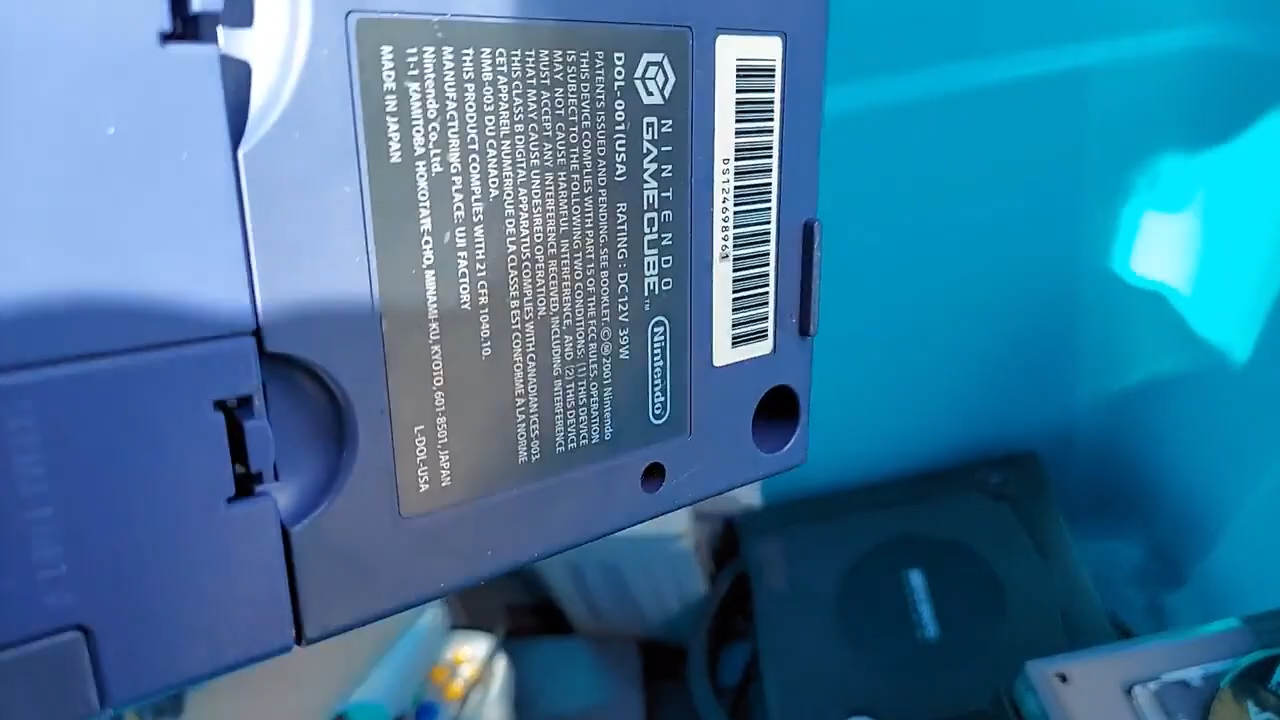 NINTENDO
GAMECUBE™
Nintendo
DOL-001(USA) RATING : DC12V 39W
PATENTS ISSUED AND PENDING. SEE BOOKLET. ©Ⓜ2001 Nintendo
THIS DEVICE COMPLIES WITH PART 15 OF THE FCC RULES. OPERATION
IS SUBJECT TO THE FOLLOWING TWO CONDITIONS: (1) THIS DEVICE
MAY NOT CAUSE HARMFUL INTERFERENCE, AND (2) THIS DEVICE
MUST ACCEPT ANY INTERFERENCE RECEIVED, INCLUDING INTERFERENCE
THAT MAY CAUSE UNDESIRED OPERATION.
THIS CLASS B DIGITAL APPARATUS COMPLIES WITH CANADIAN ICES-003.
CET APPAREIL NUMÉRIQUE DE LA CLASSE B EST CONFORME À LA NORME
NMB-003 DU CANADA.
THIS PRODUCT COMPLIES WITH 21 CFR 1040.10.
MANUFACTURING PLACE: UJI FACTORY
Nintendo Co., Ltd.
11-1 KAMITOBA HOKOTATE-CHO, MINAMI-KU, KYOTO, 601-8501, JAPAN
MADE IN JAPAN L-DOL-USA
DS124698961